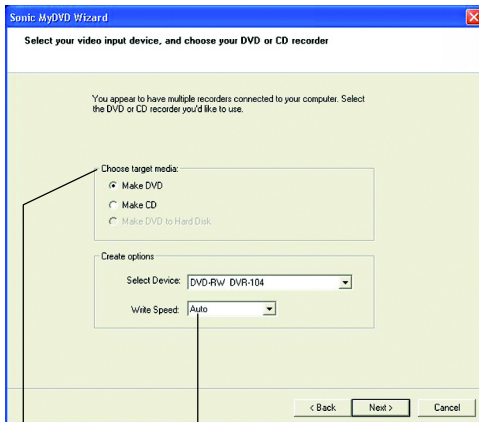 Sonic MyDVD Wizard
Select your video input device, and choose your DVD or CD recorder
You appear to have multiple recorders connected to your computer. Select
the DVD or CD recorder you'd like to use.
Choose target media:
Make DVD
Make CD
Make DVD to Hard Disk
Create options
Select Device: DVD-RW DVR-104
Write Speed: Auto
< Back Next > Cancel